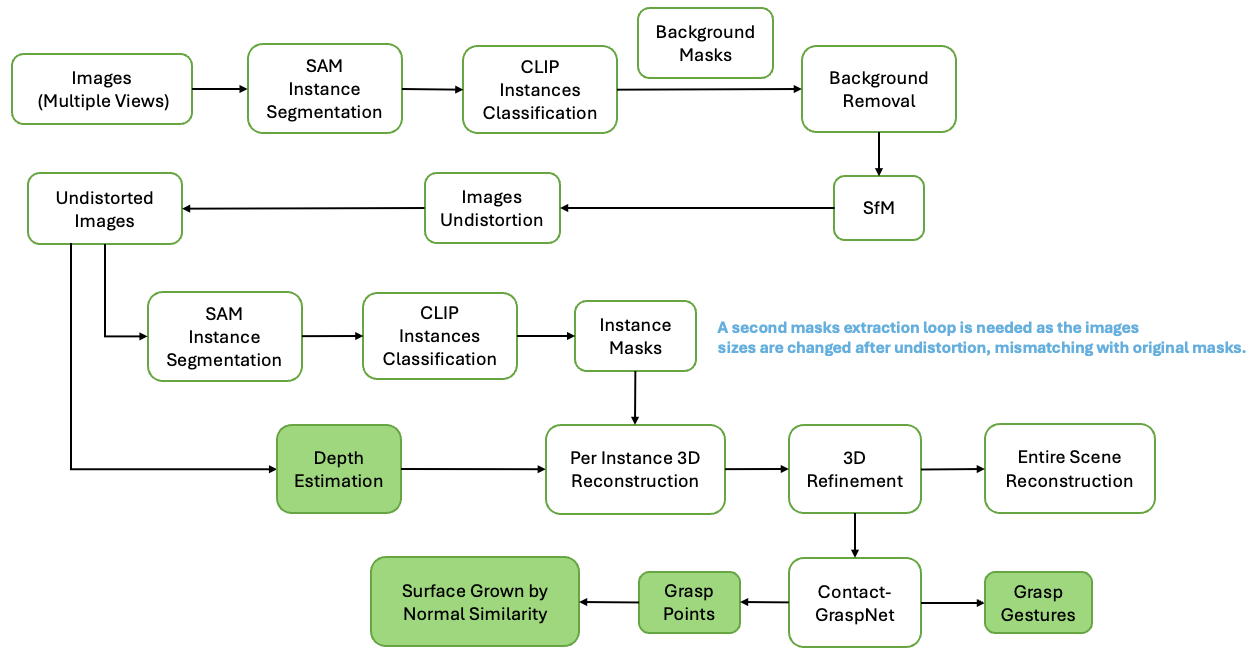 Images
(Multiple Views)
SAM
Instance
Segmentation
CLIP
Instances
Classification
Background
Masks
Background
Removal
Undistorted
Images
Images
Undistortion
SfM
SAM
Instance
Segmentation
CLIP
Instances
Classification
Instance
Masks
A second masks extraction loop is needed as the images
sizes are changed after undistortion, mismatching with original masks.
Depth
Estimation
Per Instance 3D
Reconstruction
3D
Refinement
Entire Scene
Reconstruction
Surface Grown by
Normal Similarity
Grasp
Points
Contact-
GraspNet
Grasp
Gestures